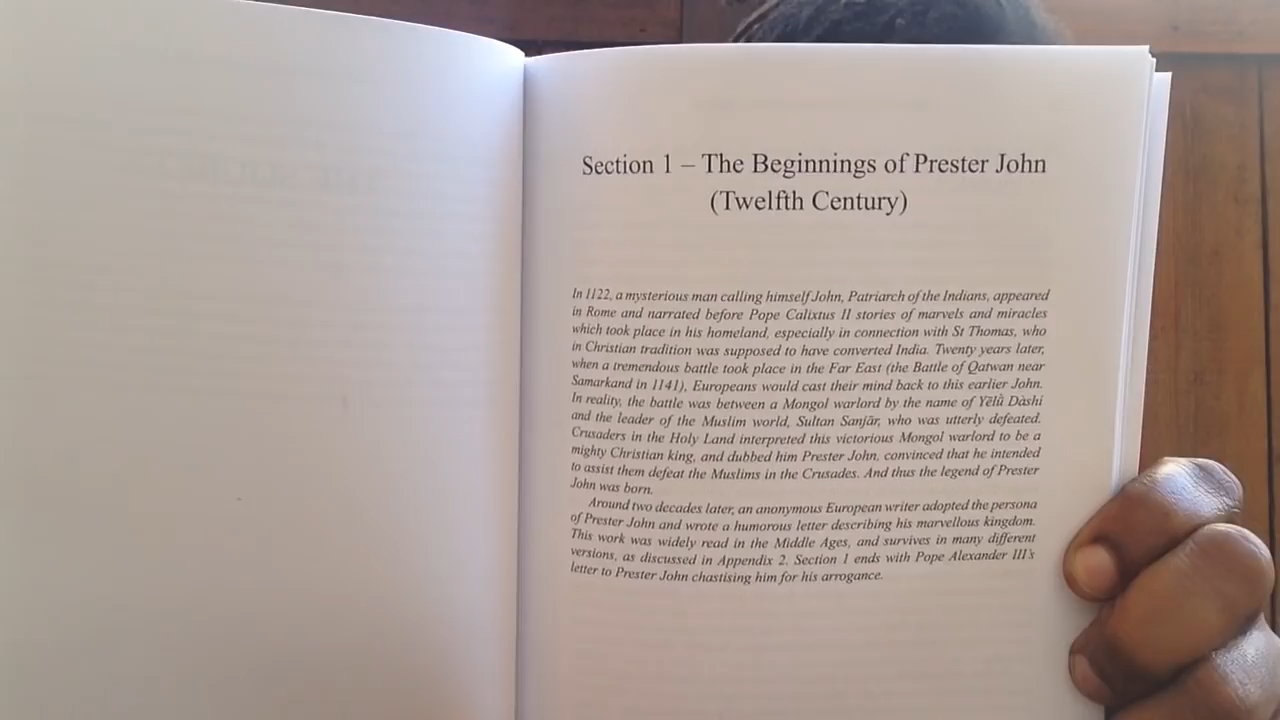 Section 1 – The Beginnings of Prester John
(Twelfth Century)
In 1122, a mysterious man calling himself John, Patriarch of the Indians, appeared
in Rome and narrated before Pope Calixtus II stories of marvels and miracles
which took place in his homeland, especially in connection with St Thomas, who
in Christian tradition was supposed to have converted India. Twenty years later,
when a tremendous battle took place in the Far East (the Battle of Qatwan near
Samarkand in 1141), Europeans would cast their mind back to this earlier John.
In reality, the battle was between a Mongol warlord by the name of Yēlǜ Dàshi
and the leader of the Muslim world, Sultan Sanjār, who was utterly defeated.
Crusaders in the Holy Land interpreted this victorious Mongol warlord to be a
mighty Christian king, and dubbed him Prester John, convinced that he intended
to assist them defeat the Muslims in the Crusades. And thus the legend of Prester
John was born.
Around two decades later, an anonymous European writer adopted the persona
of Prester John and wrote a humorous letter describing his marvellous kingdom.
This work was widely read in the Middle Ages, and survives in many different
versions, as discussed in Appendix 2. Section 1 ends with Pope Alexander III's
letter to Prester John chastising him for his arrogance.